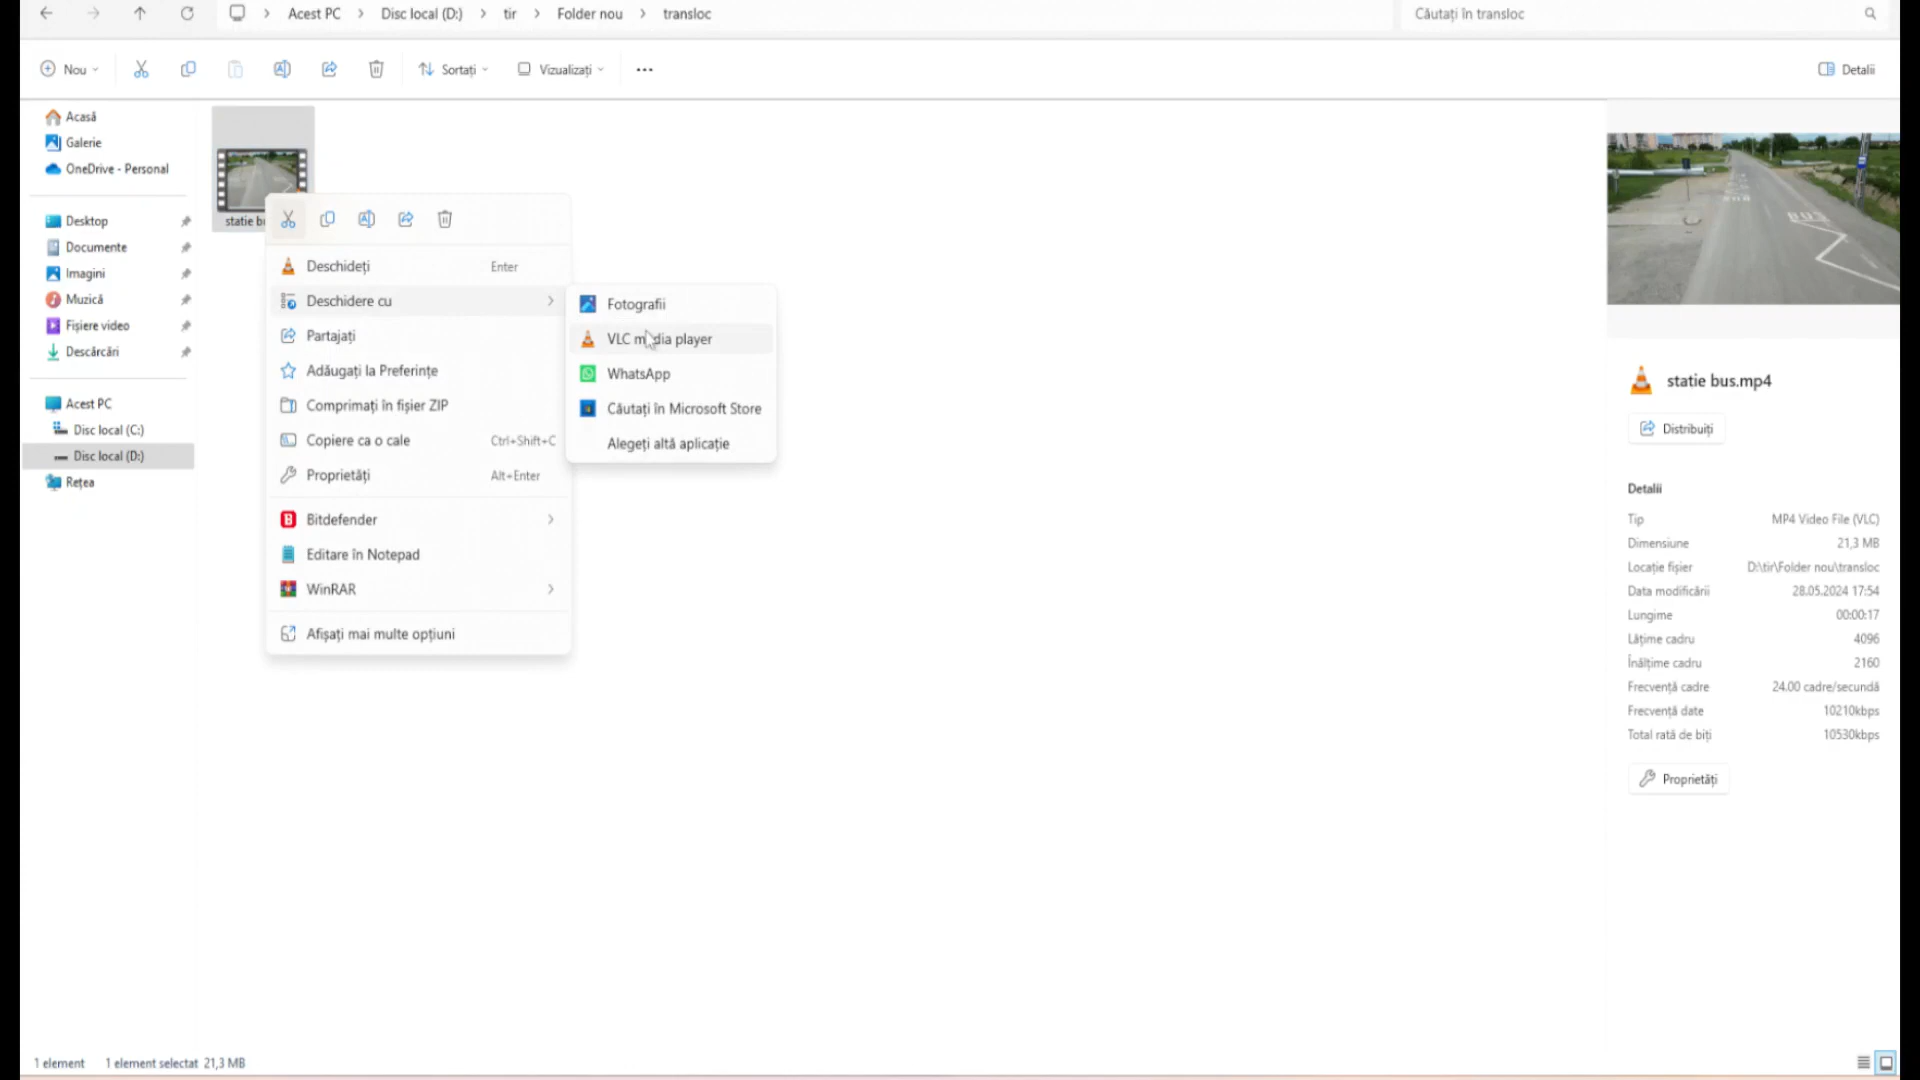 Acest PC > Disc local (D:) > tir > Folder nou > transloc
Căutați în transloc
Nou
Sortați
Vizualizați
Detalii
Acasă
Galerie
OneDrive - Personal
Desktop
Documente
Imagini
Muzică
Fișiere video
Descărcări
Acest PC
Disc local (C:)
Disc local (D:)
Rețea
statie b
Deschideți Enter
Deschidere cu
Partajați
Adăugați la Preferințe
Comprimați în fișier ZIP
Copiere ca o cale Ctrl+Shift+C
Proprietăți Alt+Enter
Bitdefender
Editare în Notepad
WinRAR
Afișați mai multe opțiuni
Fotografii
VLC media player
WhatsApp
Căutați în Microsoft Store
Alegeți altă aplicație
BUS
statie bus.mp4
Distribuiți
Detalii
Tip MP4 Video File (VLC)
Dimensiune 21,3 MB
Locație fișier D:\tir\Folder nou\transloc
Data modificării 28.05.2024 17:54
Lungime 00:00:17
Lățime cadru 4096
Înălțime cadru 2160
Frecvență cadre 24.00 cadre/secundă
Frecvență date 10210kbps
Total rată de biți 10530kbps
Proprietăți
1 element 1 element selectat 21,3 MB